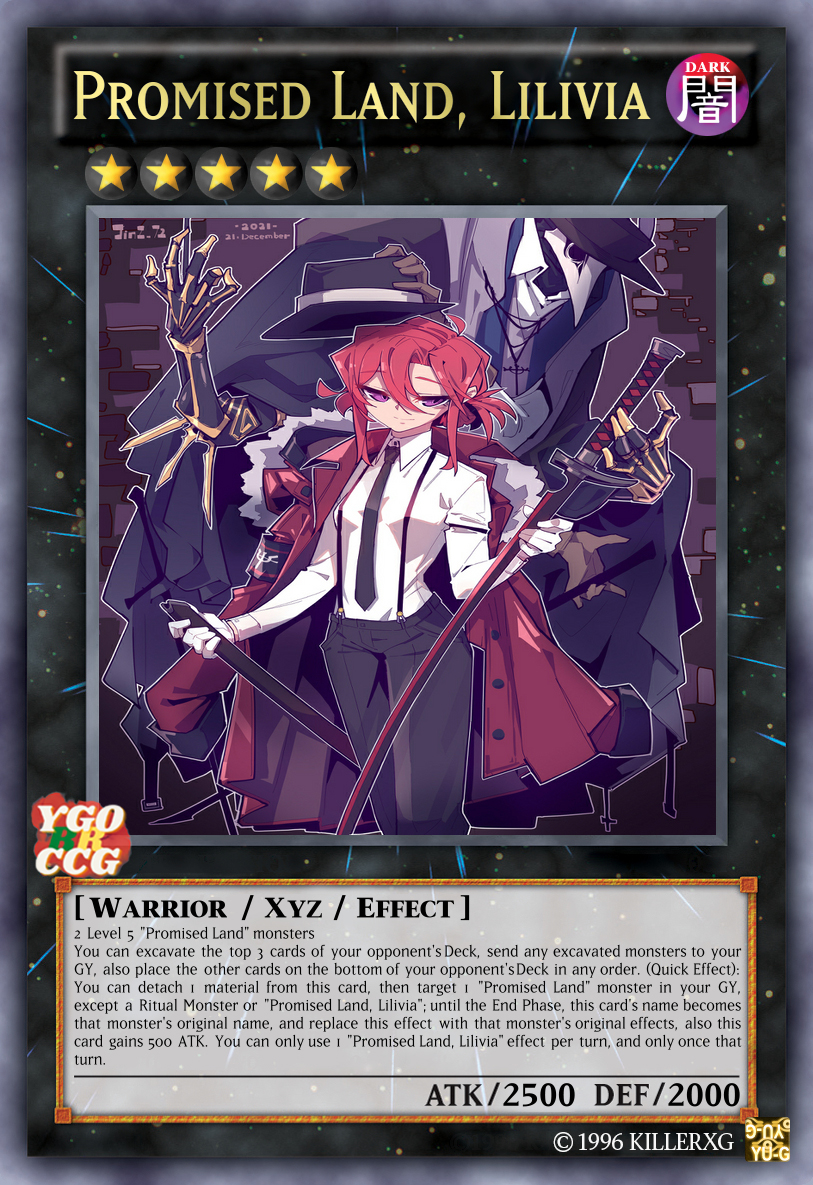 PROMISED LAND, LILIVIA
DARK
闇
JinZ_72
-2021-
21.December
YGO
RR
CCG
[ WARRIOR / XYZ / EFFECT ]
2 Level 5 "Promised Land" monsters
You can excavate the top 3 cards of your opponent's Deck, send any excavated monsters to your
GY, also place the other cards on the bottom of your opponent's Deck in any order. (Quick Effect):
You can detach 1 material from this card, then target 1 "Promised Land" monster in your GY,
except a Ritual Monster or "Promised Land, Lilivia"; until the End Phase, this card's name becomes
that monster's original name, and replace this effect with that monster's original effects, also this
card gains 500 ATK. You can only use 1 "Promised Land, Lilivia" effect per turn, and only once that
turn.
ATK/2500 DEF/2000
© 1996 KILLERXG
YU-G